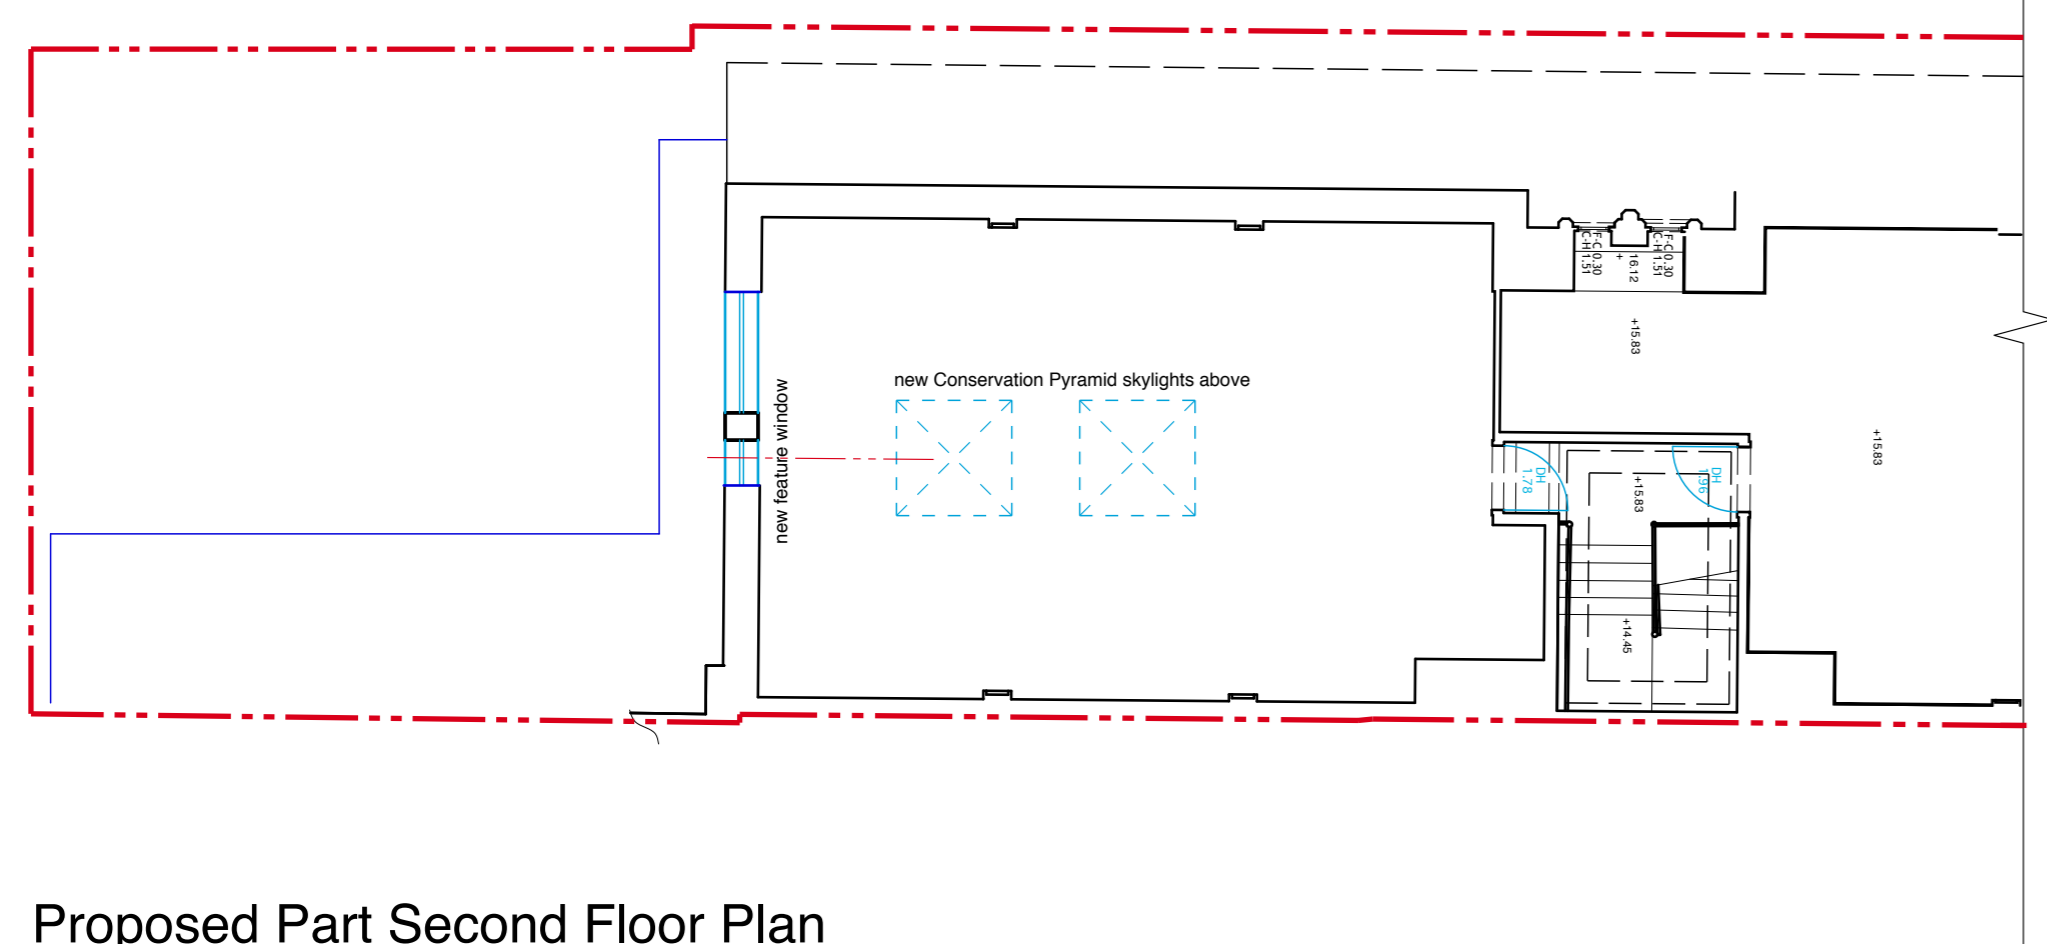 F-C 0.30
C-H 1.51
16.12
+
F-C 0.30
C-H 1.51
+15.83
new Conservation Pyramid skylights above
new feature window
+15.83
DH
1.78
+15.83
DH
1.96
+14.45
Proposed Part Second Floor Plan